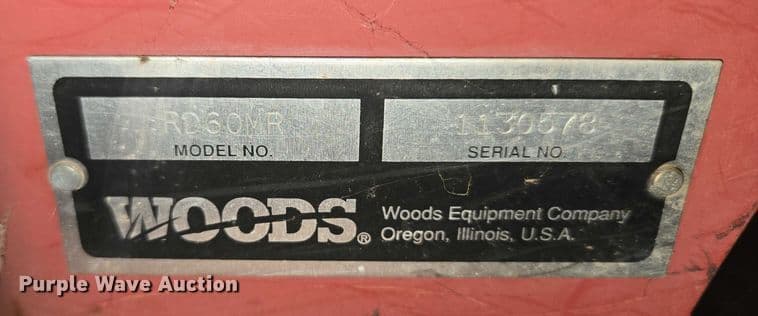 RD60MR
MODEL NO.
1130578
SERIAL NO.
WOODS®
Woods Equipment Company
Oregon, Illinois, U.S.A.
Purple Wave Auction